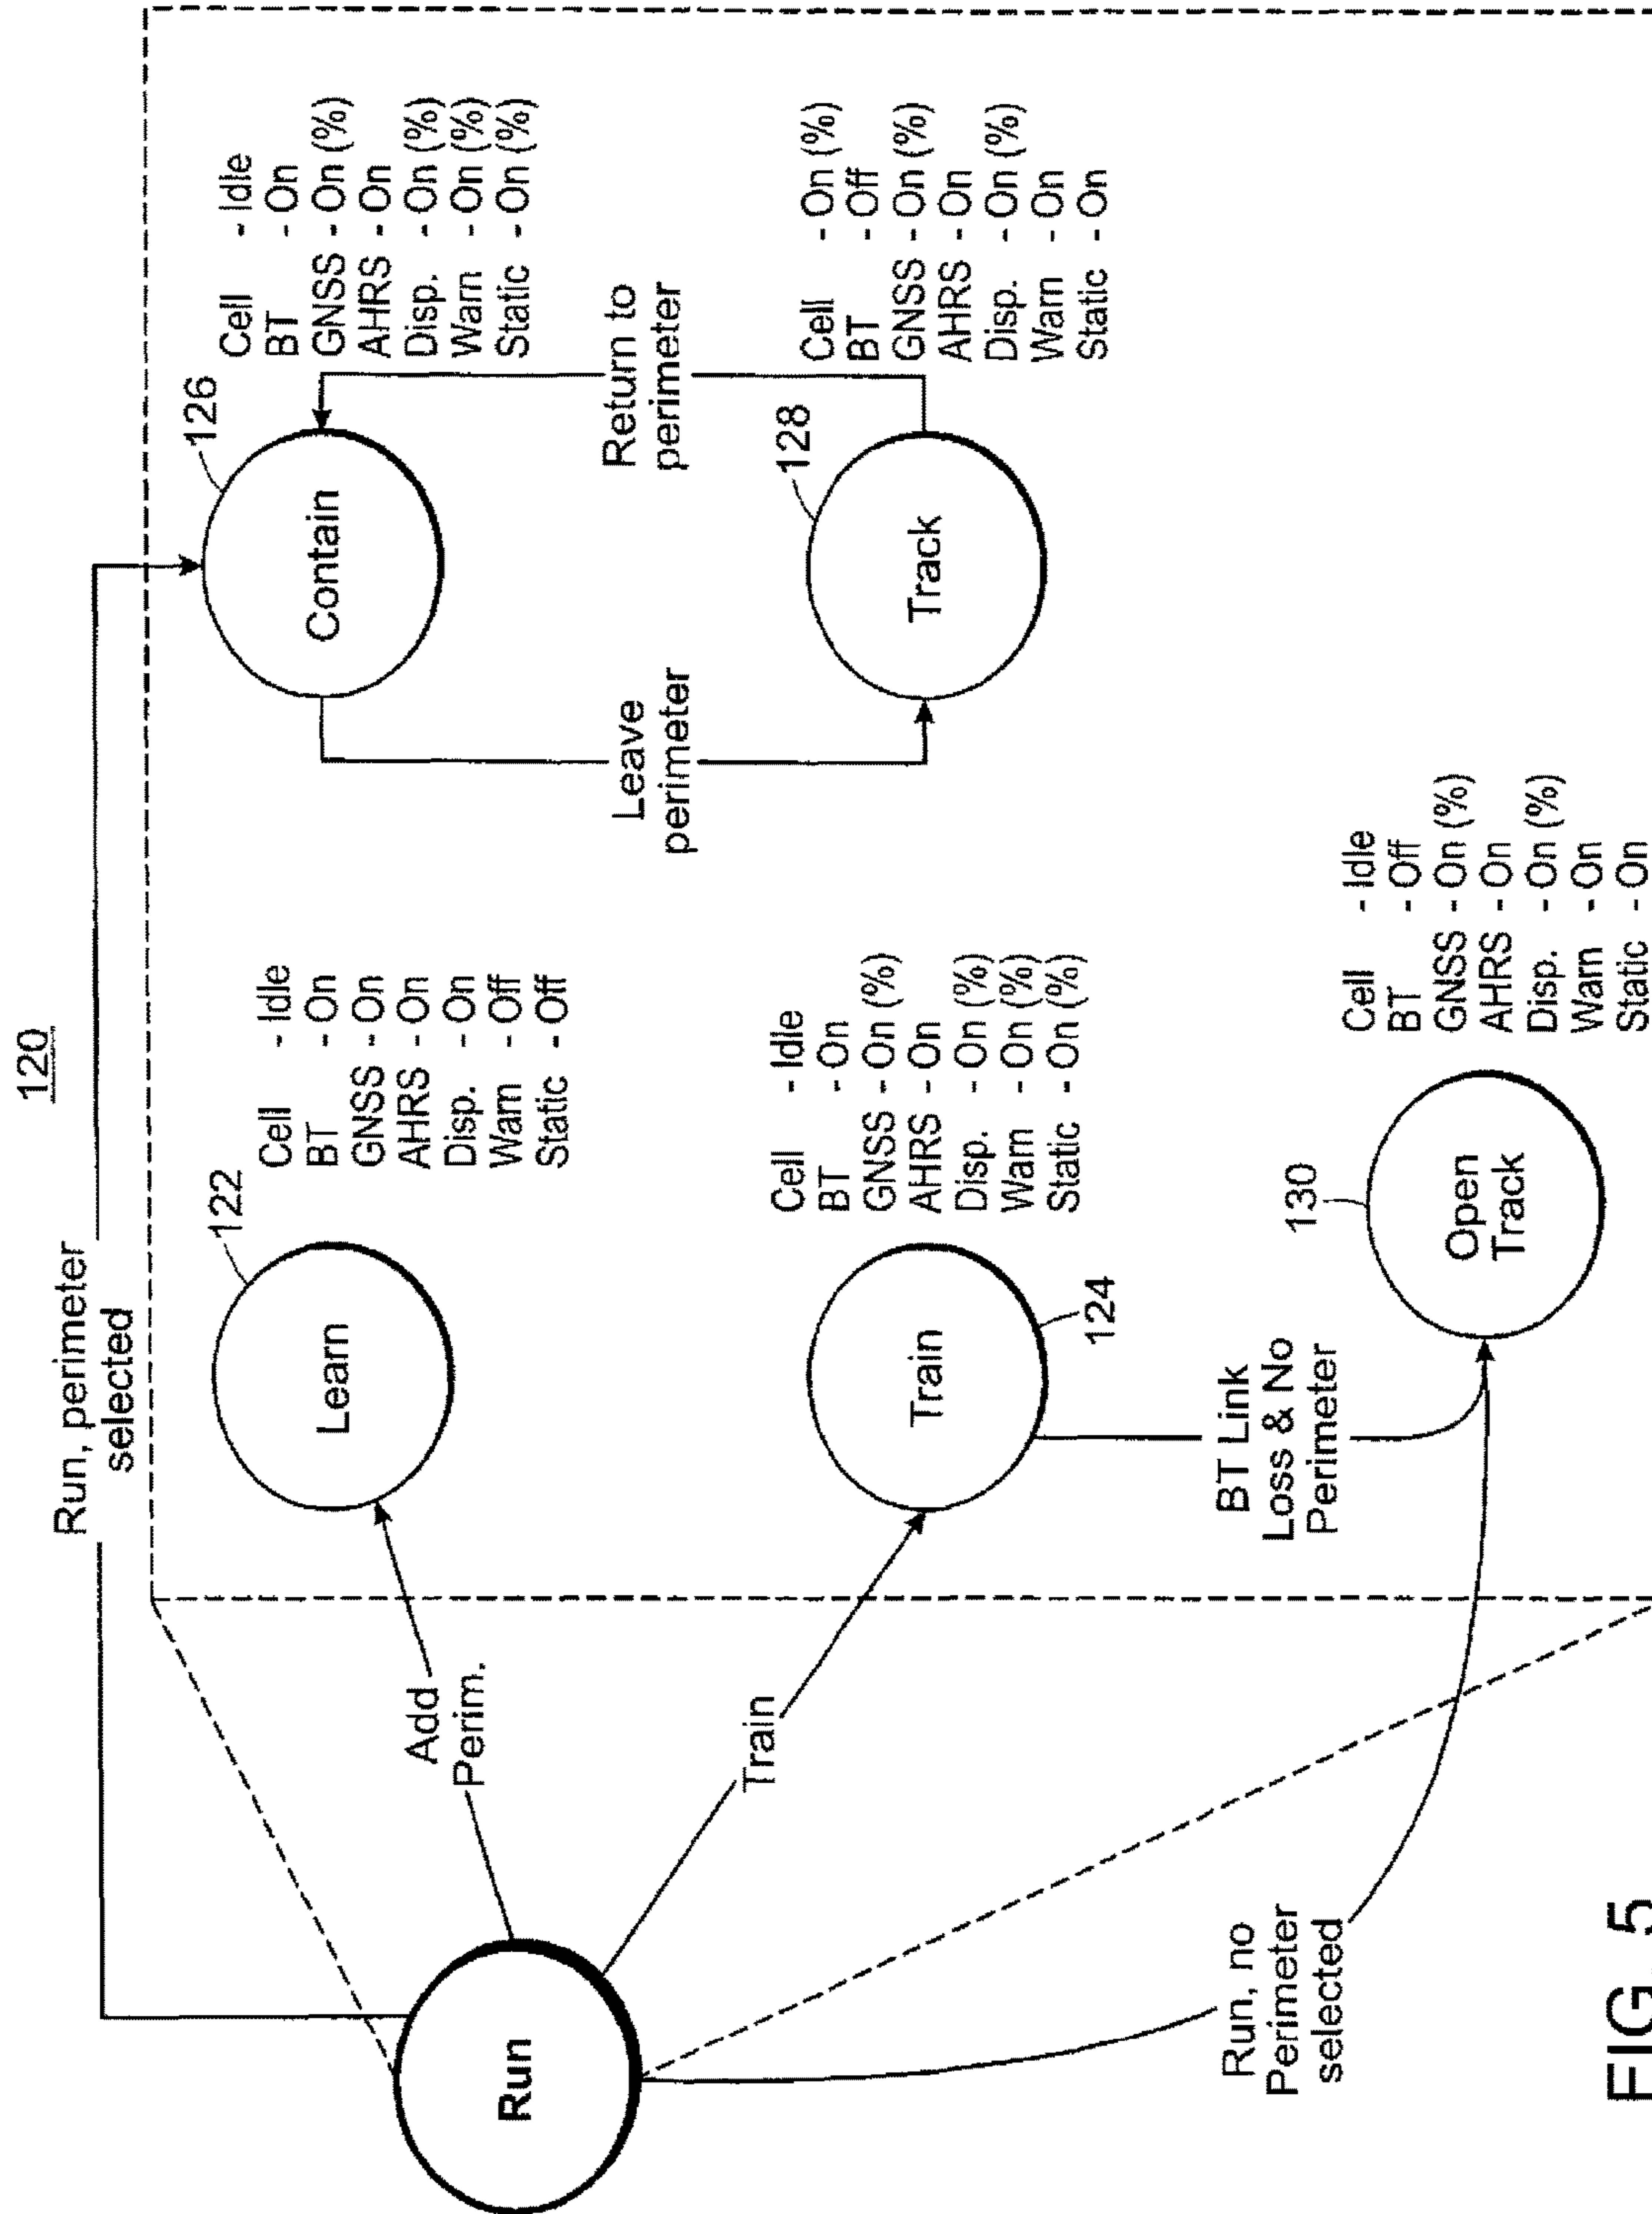 120
Run, perimeter
selected
Run
Add
Perim.
Train
Run, no
Perimeter
selected
122
Learn
Cell - Idle
BT - On
GNSS - On
AHRS - On
Disp. - On
Warn - Off
Static - Off
126
Contain
Cell - Idle
BT - On
GNSS - On (%)
AHRS - On
Disp. - On (%)
Warn - On (%)
Static - On (%)
Leave
perimeter
Return to
perimeter
Train
124
Cell - Idle
BT - On
GNSS - On (%)
AHRS - On
Disp. - On (%)
Warn - On (%)
Static - On (%)
128
Track
Cell - On (%)
BT - Off
GNSS - On (%)
AHRS - On
Disp. - On (%)
Warn - On
Static - On
BT Link
Loss & No
Perimeter
130
Open
Track
Cell - Idle
BT - Off
GNSS - On (%)
AHRS - On
Disp. - On (%)
Warn - On
Static - On
FIG. 5